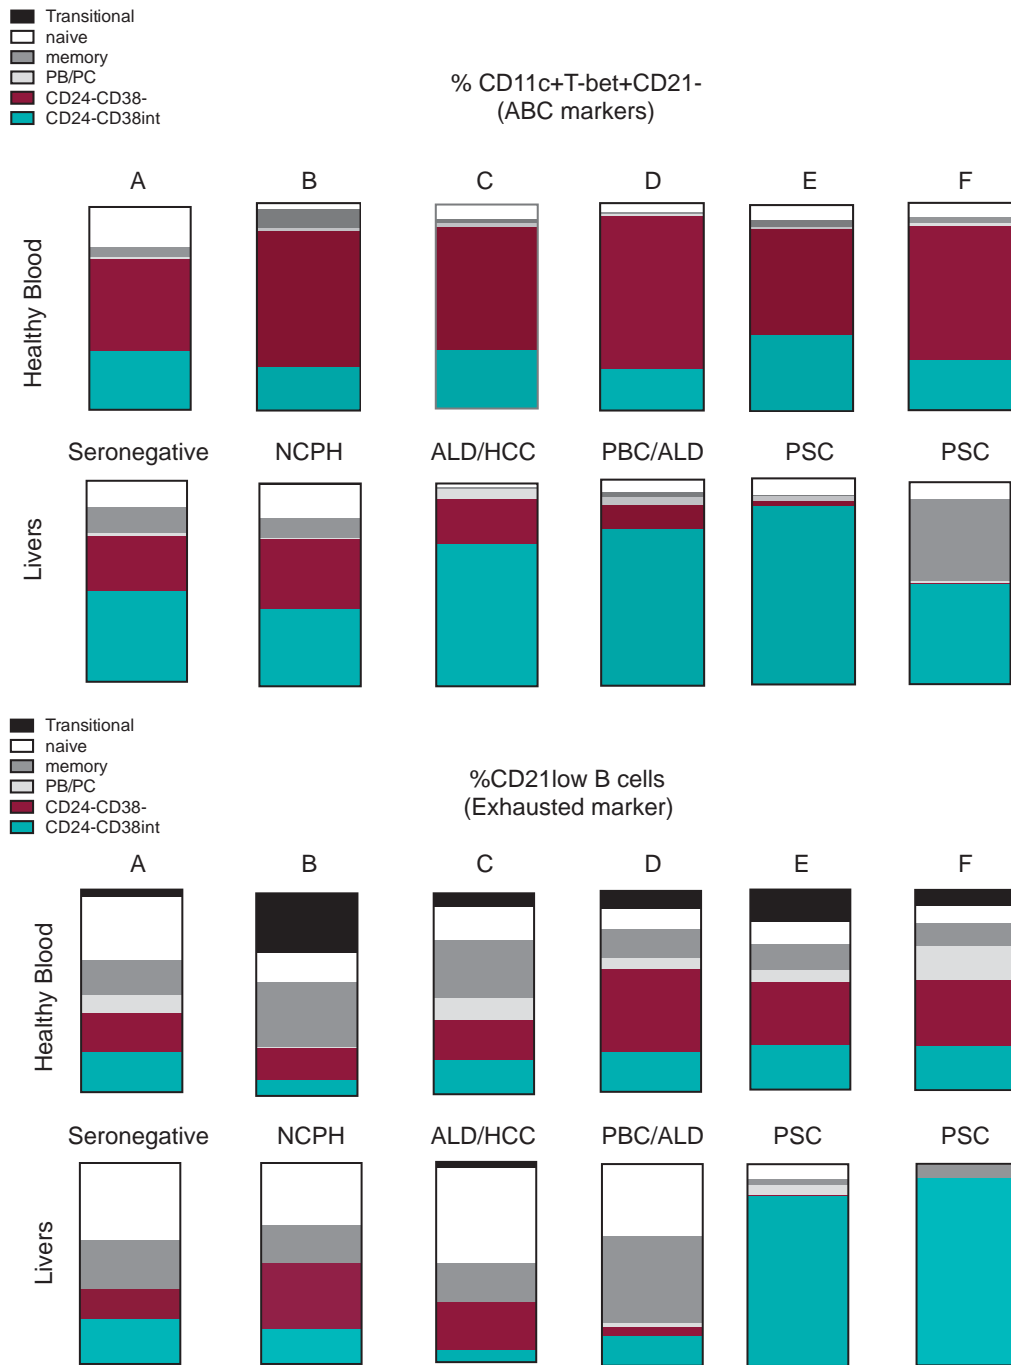 Transitional
naive
memory
PB/PC
CD24-CD38-
CD24-CD38int
% CD11c+T-bet+CD21-
(ABC markers)
A B C D E F
Healthy Blood
Seronegative NCPH ALD/HCC PBC/ALD PSC PSC
Livers
Transitional
naive
memory
PB/PC
CD24-CD38-
CD24-CD38int
%CD21low B cells
(Exhausted marker)
A B C D E F
Healthy Blood
Seronegative NCPH ALD/HCC PBC/ALD PSC PSC
Livers